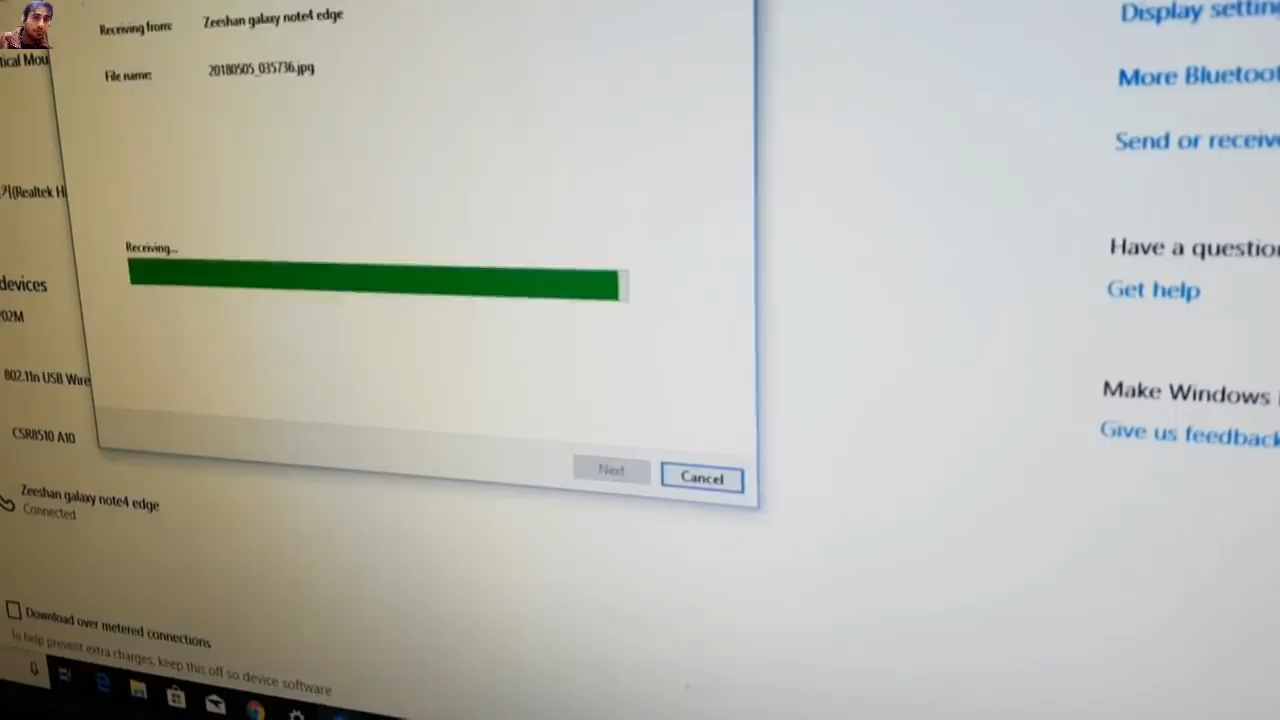 Receiving from: Zeeshan galaxy note4 edge
File name: 20180505_035736.jpg
Receiving...
Next
Cancel
tical Mou
(Realtek H
devices
02M
802.11n USB Wire
CSR8510 A10
Zeeshan galaxy note4 edge
Connected
Download over metered connections
To help prevent extra charges, keep this off so device software
Display settin
More Bluetoo
Send or receiv
Have a question
Get help
Make Windows
Give us feedback